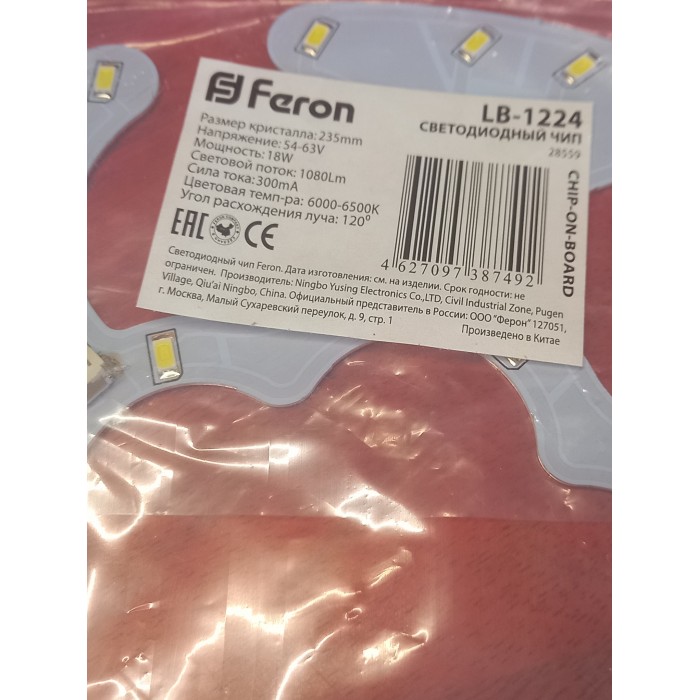 Feron
LB-1224
СВЕТОДИОДНЫЙ ЧИП
28559
Размер кристалла: 235mm
Напряжение: 54-63V
Мощность: 18W
Световой поток: 1080Lm
Сила тока: 300mA
Цветовая темп-ра: 6000-6500K
Угол расхождения луча: 120°
EAC CE
4 627097 387492
CHIP-ON-BOARD
Светодиодный чип Feron. Дата изготовления: см. на изделии. Срок годности: не
ограничен. Производитель: Ningbo Yusing Electronics Co.,LTD, Civil Industrial Zone, Pugen
Village, Qiu'ai Ningbo, China. Официальный представитель в России: ООО "Ферон" 127051,
г. Москва, Малый Сухаревский переулок, д. 9, стр. 1
Произведено в Китае